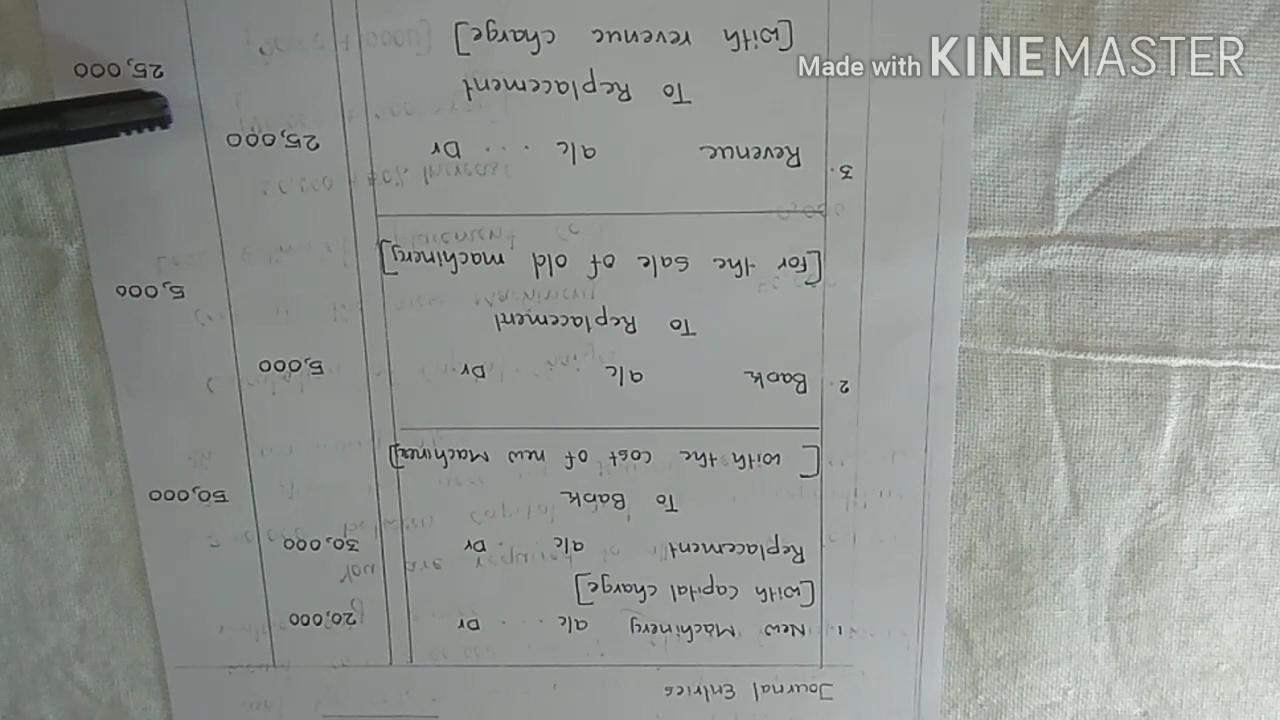 Journal Entries
1. New Machinery a/c ... Dr 20,000
[with capital charge]
Replacement a/c .. Dr 30,000
To Bank 50,000
[with the cost of new Machinery]
2. Bank a/c Dr 5,000
To Replacement 5,000
[for the sale of old machinery]
3. Revenue a/c ... Dr 25,000
To Replacement 25,000
[with revenue charge]
Made with KINEMASTER